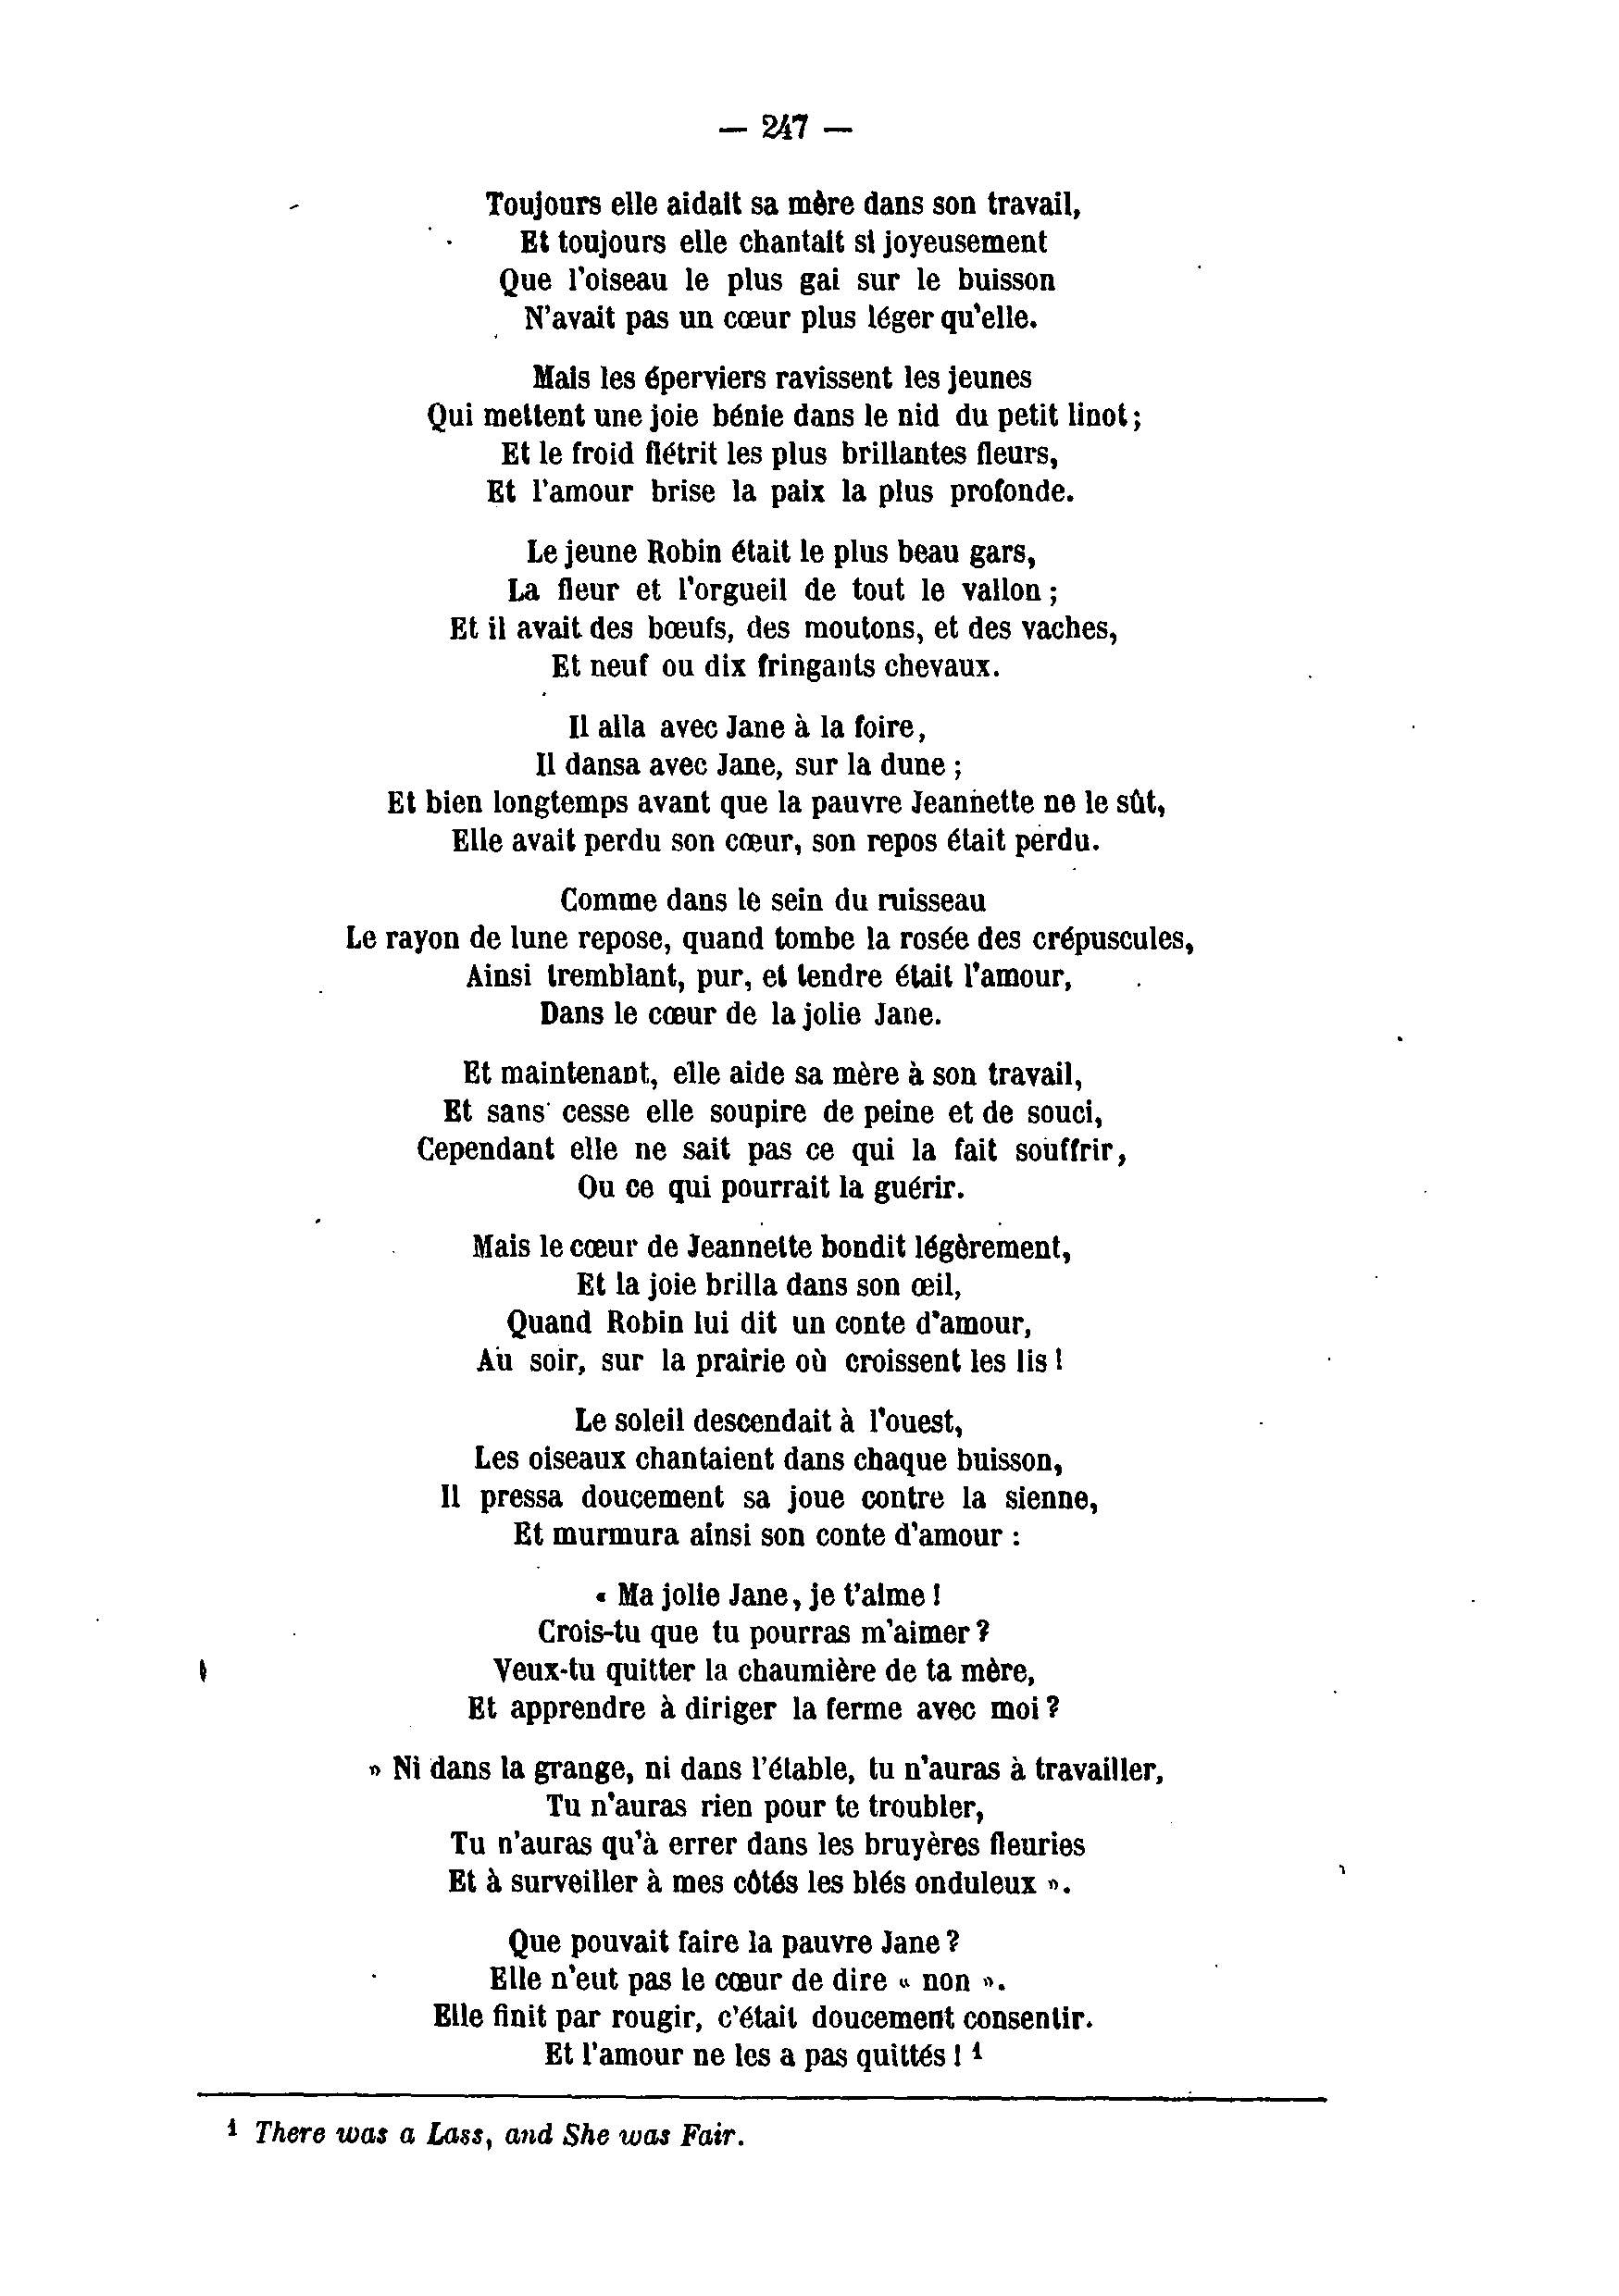 — 247 —
Toujours elle aidait sa mère dans son travail,
Et toujours elle chantait si joyeusement
Que l'oiseau le plus gai sur le buisson
N'avait pas un cœur plus léger qu'elle.
Mais les éperviers ravissent les jeunes
Qui mettent une joie bénie dans le nid du petit linot ;
Et le froid flétrit les plus brillantes fleurs,
Et l'amour brise la paix la plus profonde.
Le jeune Robin était le plus beau gars,
La fleur et l'orgueil de tout le vallon ;
Et il avait des bœufs, des moutons, et des vaches,
Et neuf ou dix fringants chevaux.
Il alla avec Jane à la foire,
Il dansa avec Jane, sur la dune ;
Et bien longtemps avant que la pauvre Jeannette ne le sût,
Elle avait perdu son cœur, son repos était perdu.
Comme dans le sein du ruisseau
Le rayon de lune repose, quand tombe la rosée des crépuscules,
Ainsi tremblant, pur, et tendre était l'amour,
Dans le cœur de la jolie Jane.
Et maintenant, elle aide sa mère à son travail,
Et sans cesse elle soupire de peine et de souci,
Cependant elle ne sait pas ce qui la fait souffrir,
Ou ce qui pourrait la guérir.
Mais le cœur de Jeannette bondit légèrement,
Et la joie brilla dans son œil,
Quand Robin lui dit un conte d'amour,
Au soir, sur la prairie où croissent les lis !
Le soleil descendait à l'ouest,
Les oiseaux chantaient dans chaque buisson,
Il pressa doucement sa joue contre la sienne,
Et murmura ainsi son conte d'amour :
« Ma jolie Jane, je t'aime !
Crois-tu que tu pourras m'aimer ?
Veux-tu quitter la chaumière de ta mère,
Et apprendre à diriger la ferme avec moi ?
» Ni dans la grange, ni dans l'étable, tu n'auras à travailler,
Tu n'auras rien pour te troubler,
Tu n'auras qu'à errer dans les bruyères fleuries
Et à surveiller à mes côtés les blés onduleux ».
Que pouvait faire la pauvre Jane ?
Elle n'eut pas le cœur de dire « non ».
Elle finit par rougir, c'était doucement consentir.
Et l'amour ne les a pas quittés ! 1
1 There was a Lass, and She was Fair.